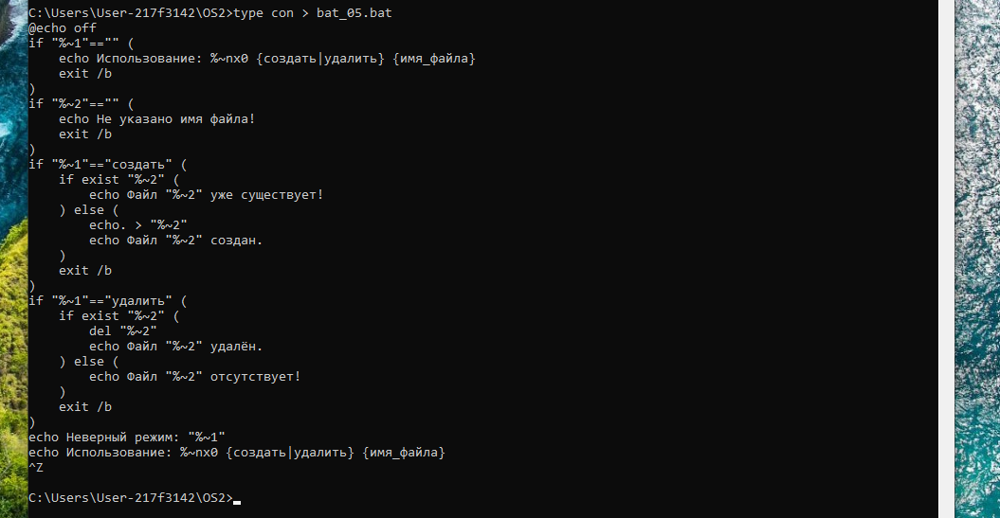 C:\Users\User-217f3142\OS2>type con > bat_05.bat
@echo off
if "%~1"=="" (
    echo Использование: %~nx0 {создать|удалить} {имя_файла}
    exit /b
)
if "%~2"=="" (
    echo Не указано имя файла!
    exit /b
)
if "%~1"=="создать" (
    if exist "%~2" (
        echo Файл "%~2" уже существует!
    ) else (
        echo. > "%~2"
        echo Файл "%~2" создан.
    )
    exit /b
)
if "%~1"=="удалить" (
    if exist "%~2" (
        del "%~2"
        echo Файл "%~2" удалён.
    ) else (
        echo Файл "%~2" отсутствует!
    )
    exit /b
)
echo Неверный режим: "%~1"
echo Использование: %~nx0 {создать|удалить} {имя_файла}
^Z
C:\Users\User-217f3142\OS2>